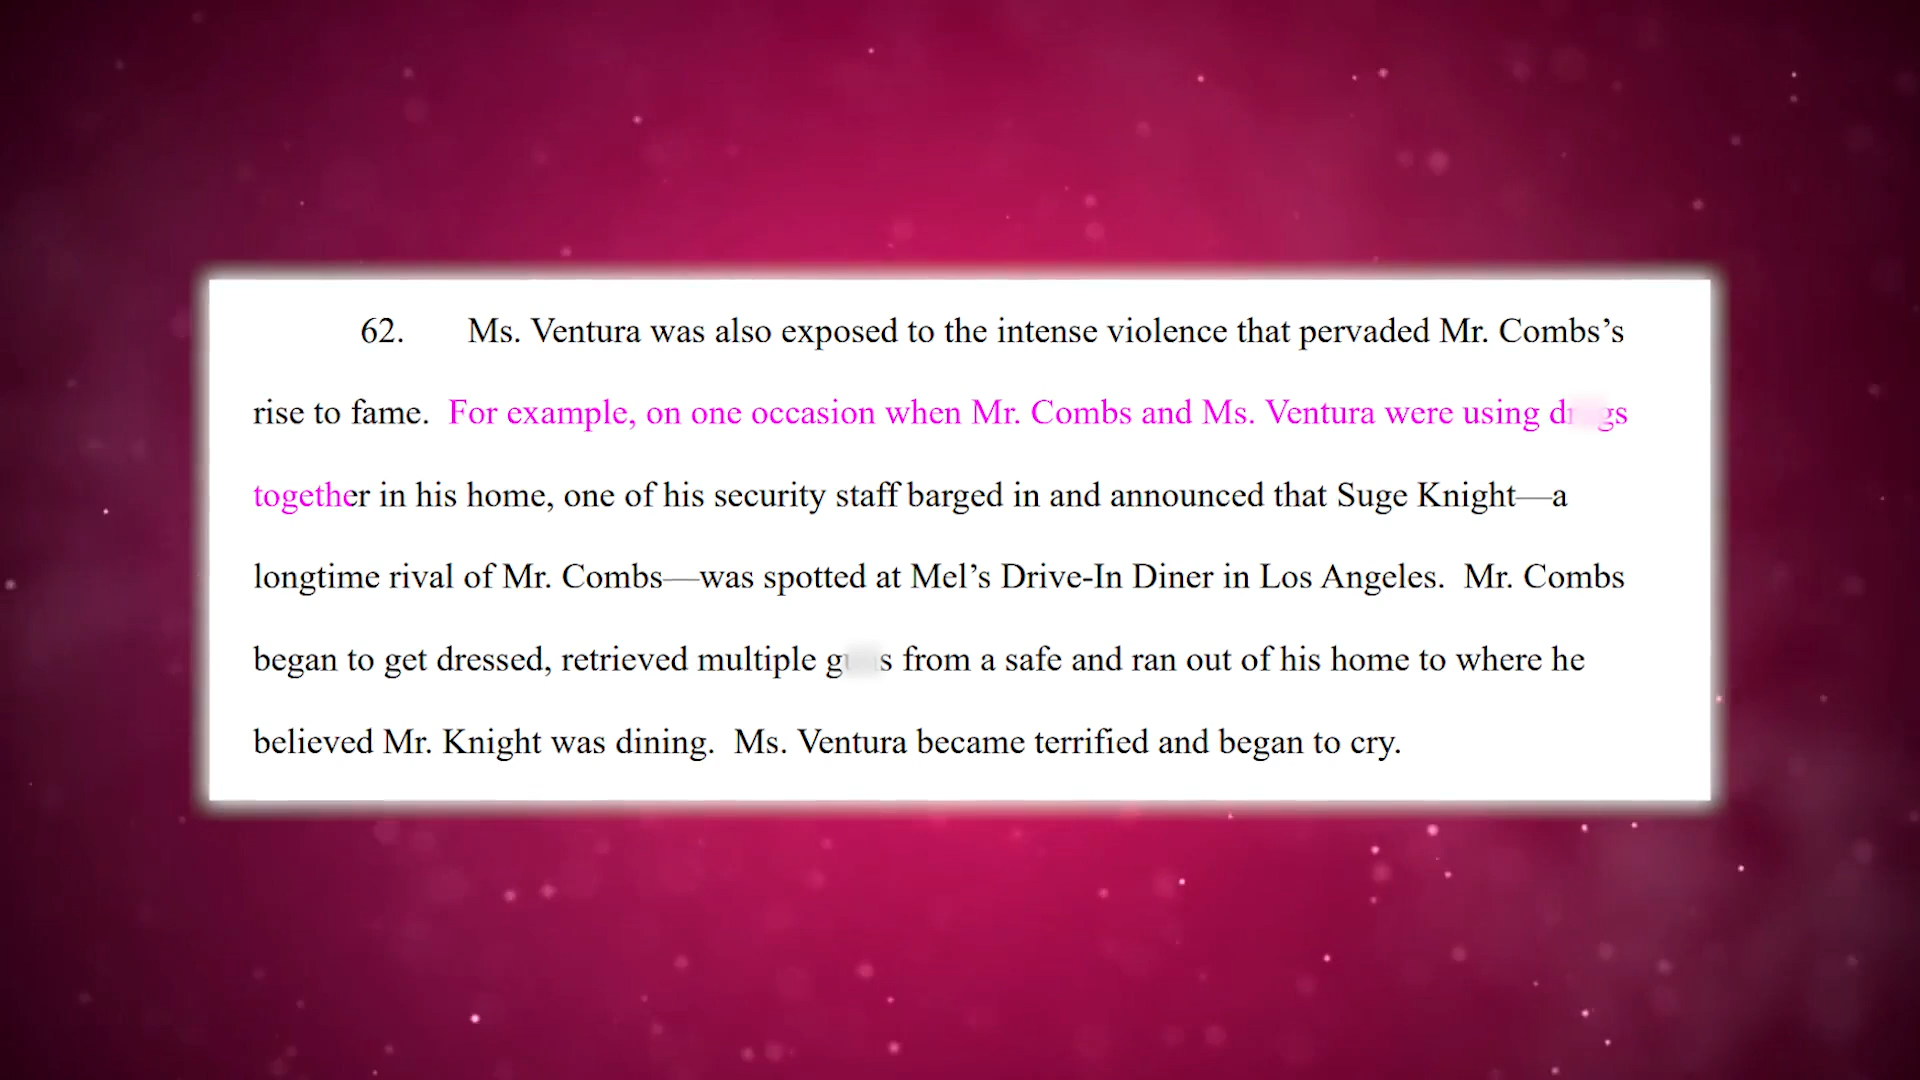 62. Ms. Ventura was also exposed to the intense violence that pervaded Mr. Combs’s
rise to fame. For example, on one occasion when Mr. Combs and Ms. Ventura were using
together in his home, one of his security staff barged in and announced that Suge Knight—a
longtime rival of Mr. Combs—was spotted at Mel’s Drive-In Diner in Los Angeles. Mr. Combs
began to get dressed, retrieved multiple from a safe and ran out of his home to where he
believed Mr. Knight was dining. Ms. Ventura became terrified and began to cry.